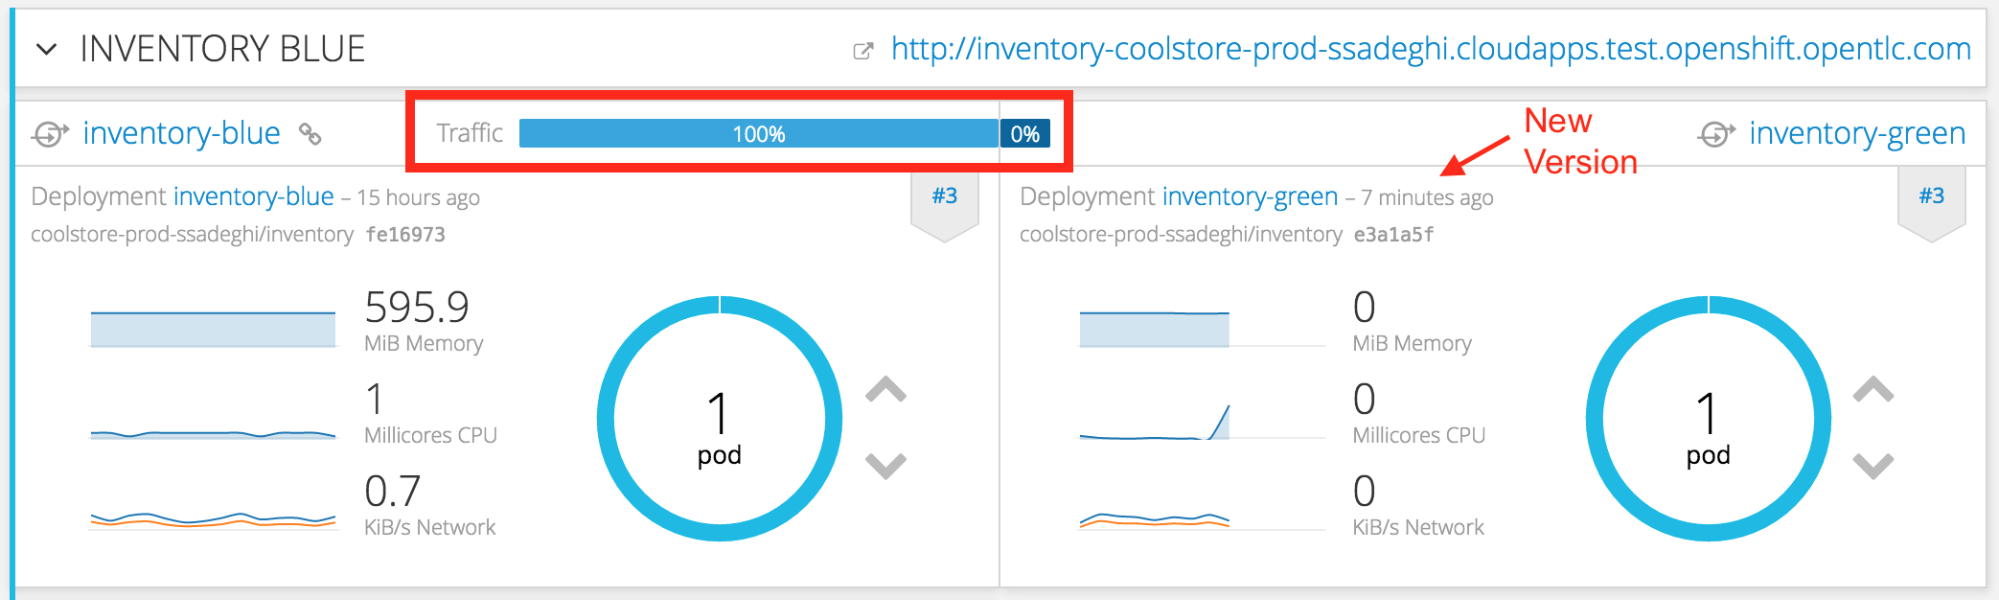 INVENTORY BLUE
http://inventory-coolstore-prod-ssadeghi.cloudapps.test.openshift.opentlc.com
inventory-blue
Traffic 100% 0%
New
Version
inventory-green
Deployment inventory-blue – 15 hours ago
#3
coolstore-prod-ssadeghi/inventory fe16973
595.9
MiB Memory
1
Millicores CPU
0.7
KiB/s Network
1
pod
Deployment inventory-green – 7 minutes ago
#3
coolstore-prod-ssadeghi/inventory e3a1a5f
0
MiB Memory
0
Millicores CPU
0
KiB/s Network
1
pod